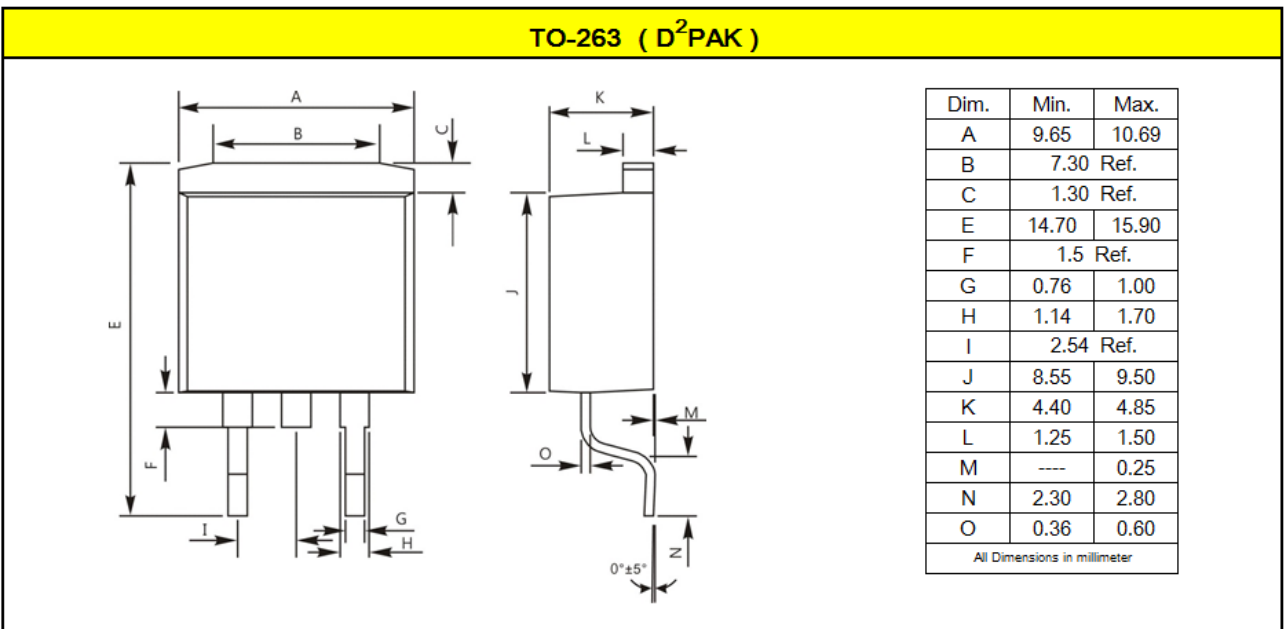 TO-263 ( D²PAK )
A
B
C
E
F
I
G
H
K
L
J
M
O
N
0°±5°
Dim. Min. Max.
A 9.65 10.69
B 7.30 Ref.
C 1.30 Ref.
E 14.70 15.90
F 1.5 Ref.
G 0.76 1.00
H 1.14 1.70
I 2.54 Ref.
J 8.55 9.50
K 4.40 4.85
L 1.25 1.50
M ---- 0.25
N 2.30 2.80
O 0.36 0.60
All Dimensions in millimeter